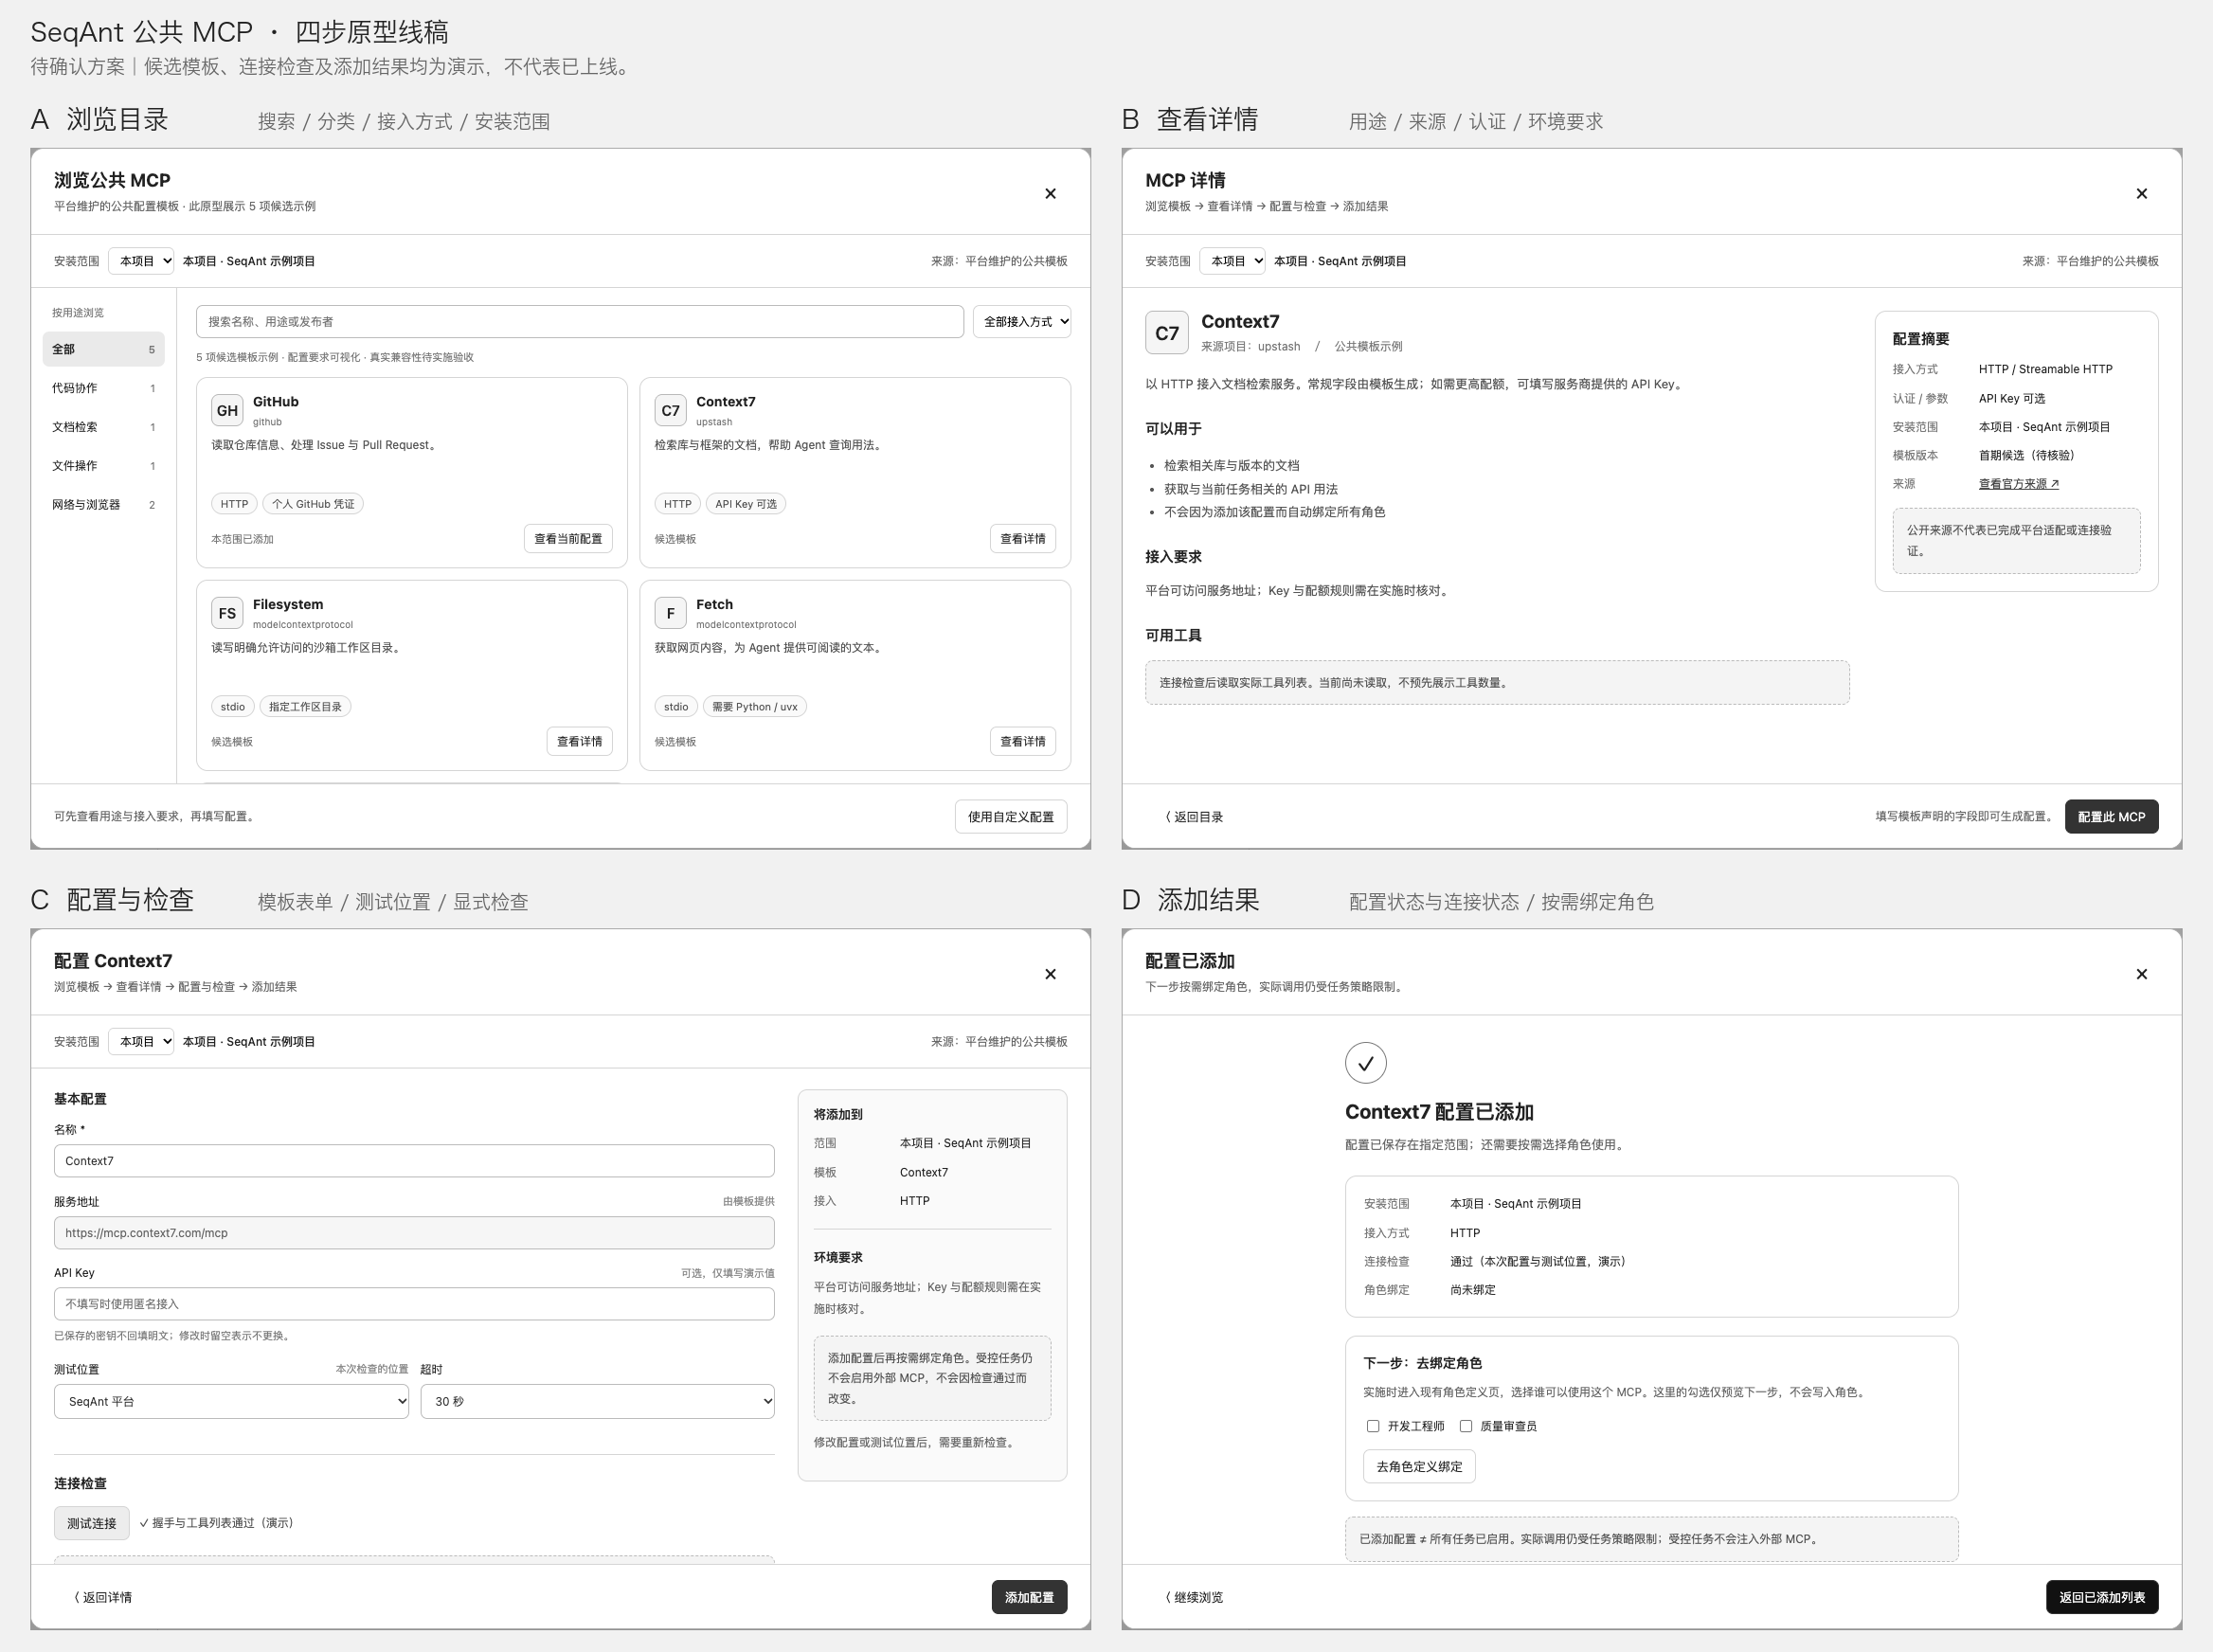 SeqAnt 公共 MCP · 四步原型线稿
待确认方案｜候选模板、连接检查及添加结果均为演示，不代表已上线。
A 浏览目录 搜索 / 分类 / 接入方式 / 安装范围
浏览公共 MCP
平台维护的公共配置模板 · 此原型展示 5 项候选示例
×
安装范围 本项目 本项目 · SeqAnt 示例项目 来源：平台维护的公共模板
按用途浏览
全部 5
代码协作 1
文档检索 1
文件操作 1
网络与浏览器 2
搜索名称、用途或发布者 全部接入方式
5 项候选模板示例 · 配置要求可视化 · 真实兼容性待实施验收
GH GitHub
github
读取仓库信息、处理 Issue 与 Pull Request。
HTTP 个人 GitHub 凭证
本范围已添加 查看当前配置
C7 Context7
upstash
检索库与框架的文档，帮助 Agent 查询用法。
HTTP API Key 可选
候选模板 查看详情
FS Filesystem
modelcontextprotocol
读写明确允许访问的沙箱工作区目录。
stdio 指定工作区目录
候选模板 查看详情
F Fetch
modelcontextprotocol
获取网页内容，为 Agent 提供可阅读的文本。
stdio 需要 Python / uvx
候选模板 查看详情
可先查看用途与接入要求，再填写配置。 使用自定义配置
B 查看详情 用途 / 来源 / 认证 / 环境要求
MCP 详情
浏览模板 → 查看详情 → 配置与检查 → 添加结果
×
安装范围 本项目 本项目 · SeqAnt 示例项目 来源：平台维护的公共模板
C7 Context7
来源项目：upstash / 公共模板示例
以 HTTP 接入文档检索服务。常规字段由模板生成；如需更高配额，可填写服务商提供的 API Key。
可以用于
• 检索相关库与版本的文档
• 获取与当前任务相关的 API 用法
• 不会因为添加该配置而自动绑定所有角色
接入要求
平台可访问服务地址；Key 与配额规则需在实施时核对。
可用工具
连接检查后读取实际工具列表。当前尚未读取，不预先展示工具数量。
配置摘要
接入方式 HTTP / Streamable HTTP
认证 / 参数 API Key 可选
安装范围 本项目 · SeqAnt 示例项目
模板版本 首期候选（待核验）
来源 查看官方来源 ↗
公开来源不代表已完成平台适配或连接验
证。
〈 返回目录 填写模板声明的字段即可生成配置。 配置此 MCP
C 配置与检查 模板表单 / 测试位置 / 显式检查
配置 Context7
浏览模板 → 查看详情 → 配置与检查 → 添加结果
×
安装范围 本项目 本项目 · SeqAnt 示例项目 来源：平台维护的公共模板
基本配置
名称 *
Context7
服务地址 由模板提供
https://mcp.context7.com/mcp
API Key 可选，仅填写演示值
不填写时使用匿名接入
已保存的密钥不回填明文；修改时留空表示不更换。
测试位置 本次检查的位置 超时
SeqAnt 平台 30 秒
连接检查
测试连接 ✓ 握手与工具列表通过（演示）
将添加到
范围 本项目 · SeqAnt 示例项目
模板 Context7
接入 HTTP
环境要求
平台可访问服务地址；Key 与配额规则需在实
施时核对。
添加配置后再按需绑定角色。受控任务仍
不会启用外部 MCP，不会因检查通过而
改变。
修改配置或测试位置后，需要重新检查。
〈 返回详情 添加配置
D 添加结果 配置状态与连接状态 / 按需绑定角色
配置已添加
下一步按需绑定角色，实际调用仍受任务策略限制。
×
✓
Context7 配置已添加
配置已保存在指定范围；还需要按需选择角色使用。
安装范围 本项目 · SeqAnt 示例项目
接入方式 HTTP
连接检查 通过（本次配置与测试位置，演示）
角色绑定 尚未绑定
下一步：去绑定角色
实施时进入现有角色定义页，选择谁可以使用这个 MCP。这里的勾选仅预览下一步，不会写入角色。
开发工程师 质量审查员
去角色定义绑定
已添加配置 ≠ 所有任务已启用。实际调用仍受任务策略限制；受控任务不会注入外部 MCP。
〈 继续浏览 返回已添加列表